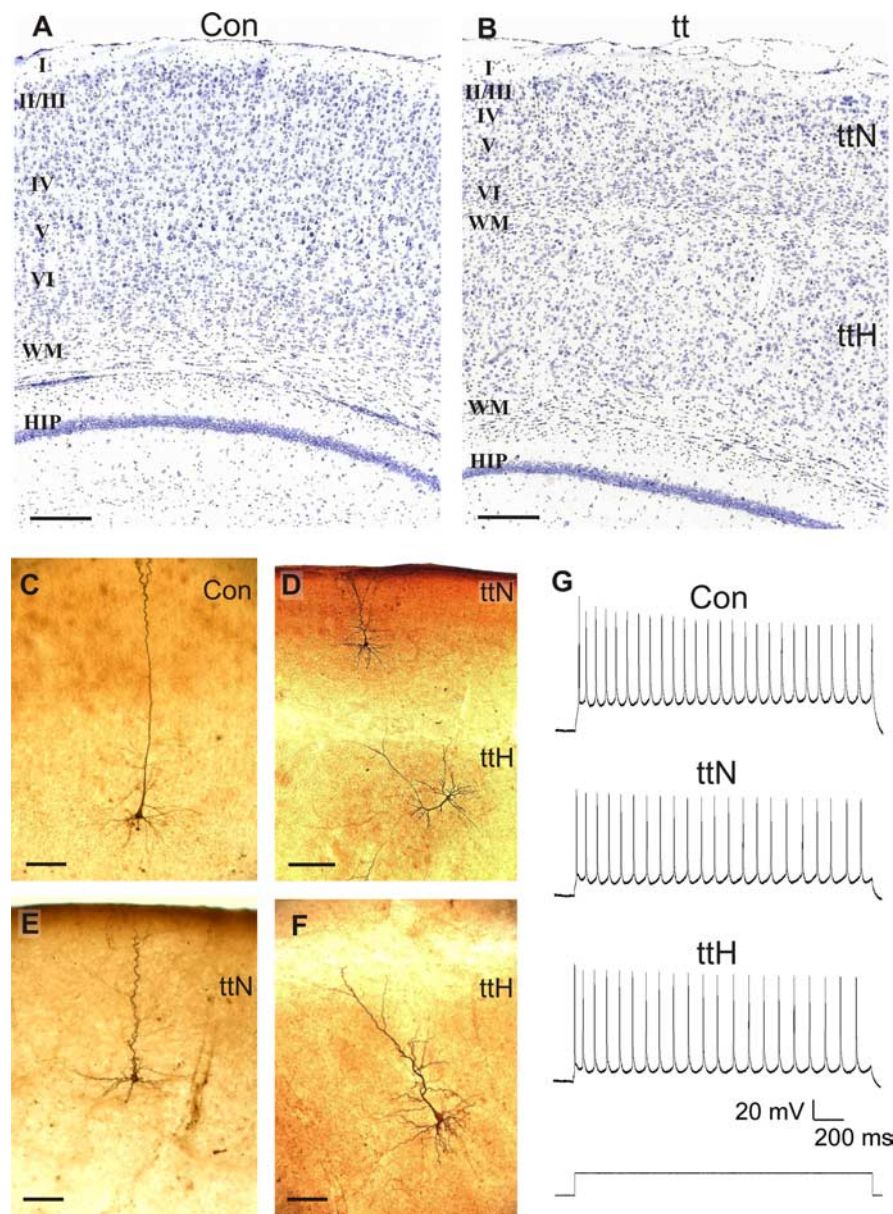 A
Con
I
II/III
IV
V
VI
WM
HIP
B
tt
I
II/III
IV
V
VI
WM
WM
HIP
ttN
ttH
C
Con
D
ttN
ttH
E
ttN
F
ttH
G
Con
ttN
ttH
20 mV
200 ms